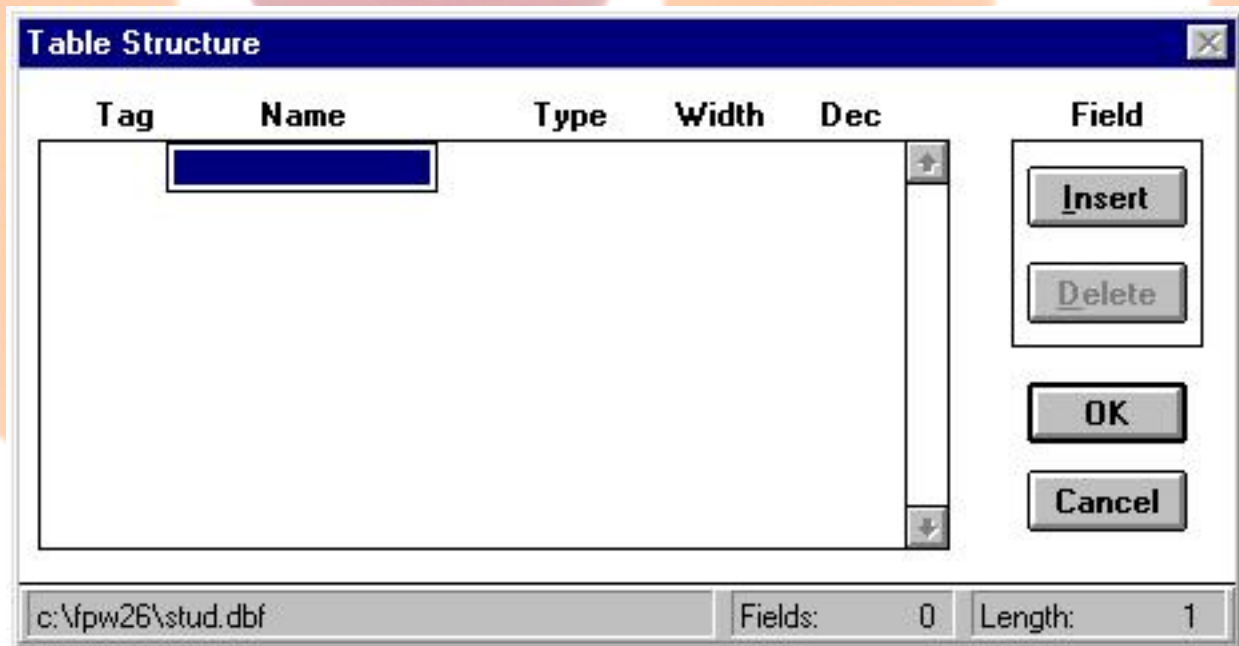 Table Structure
Tag Name Type Width Dec Field
Insert
Delete
OK
Cancel
c:\fpw26\stud.dbf Fields: 0 Length: 1